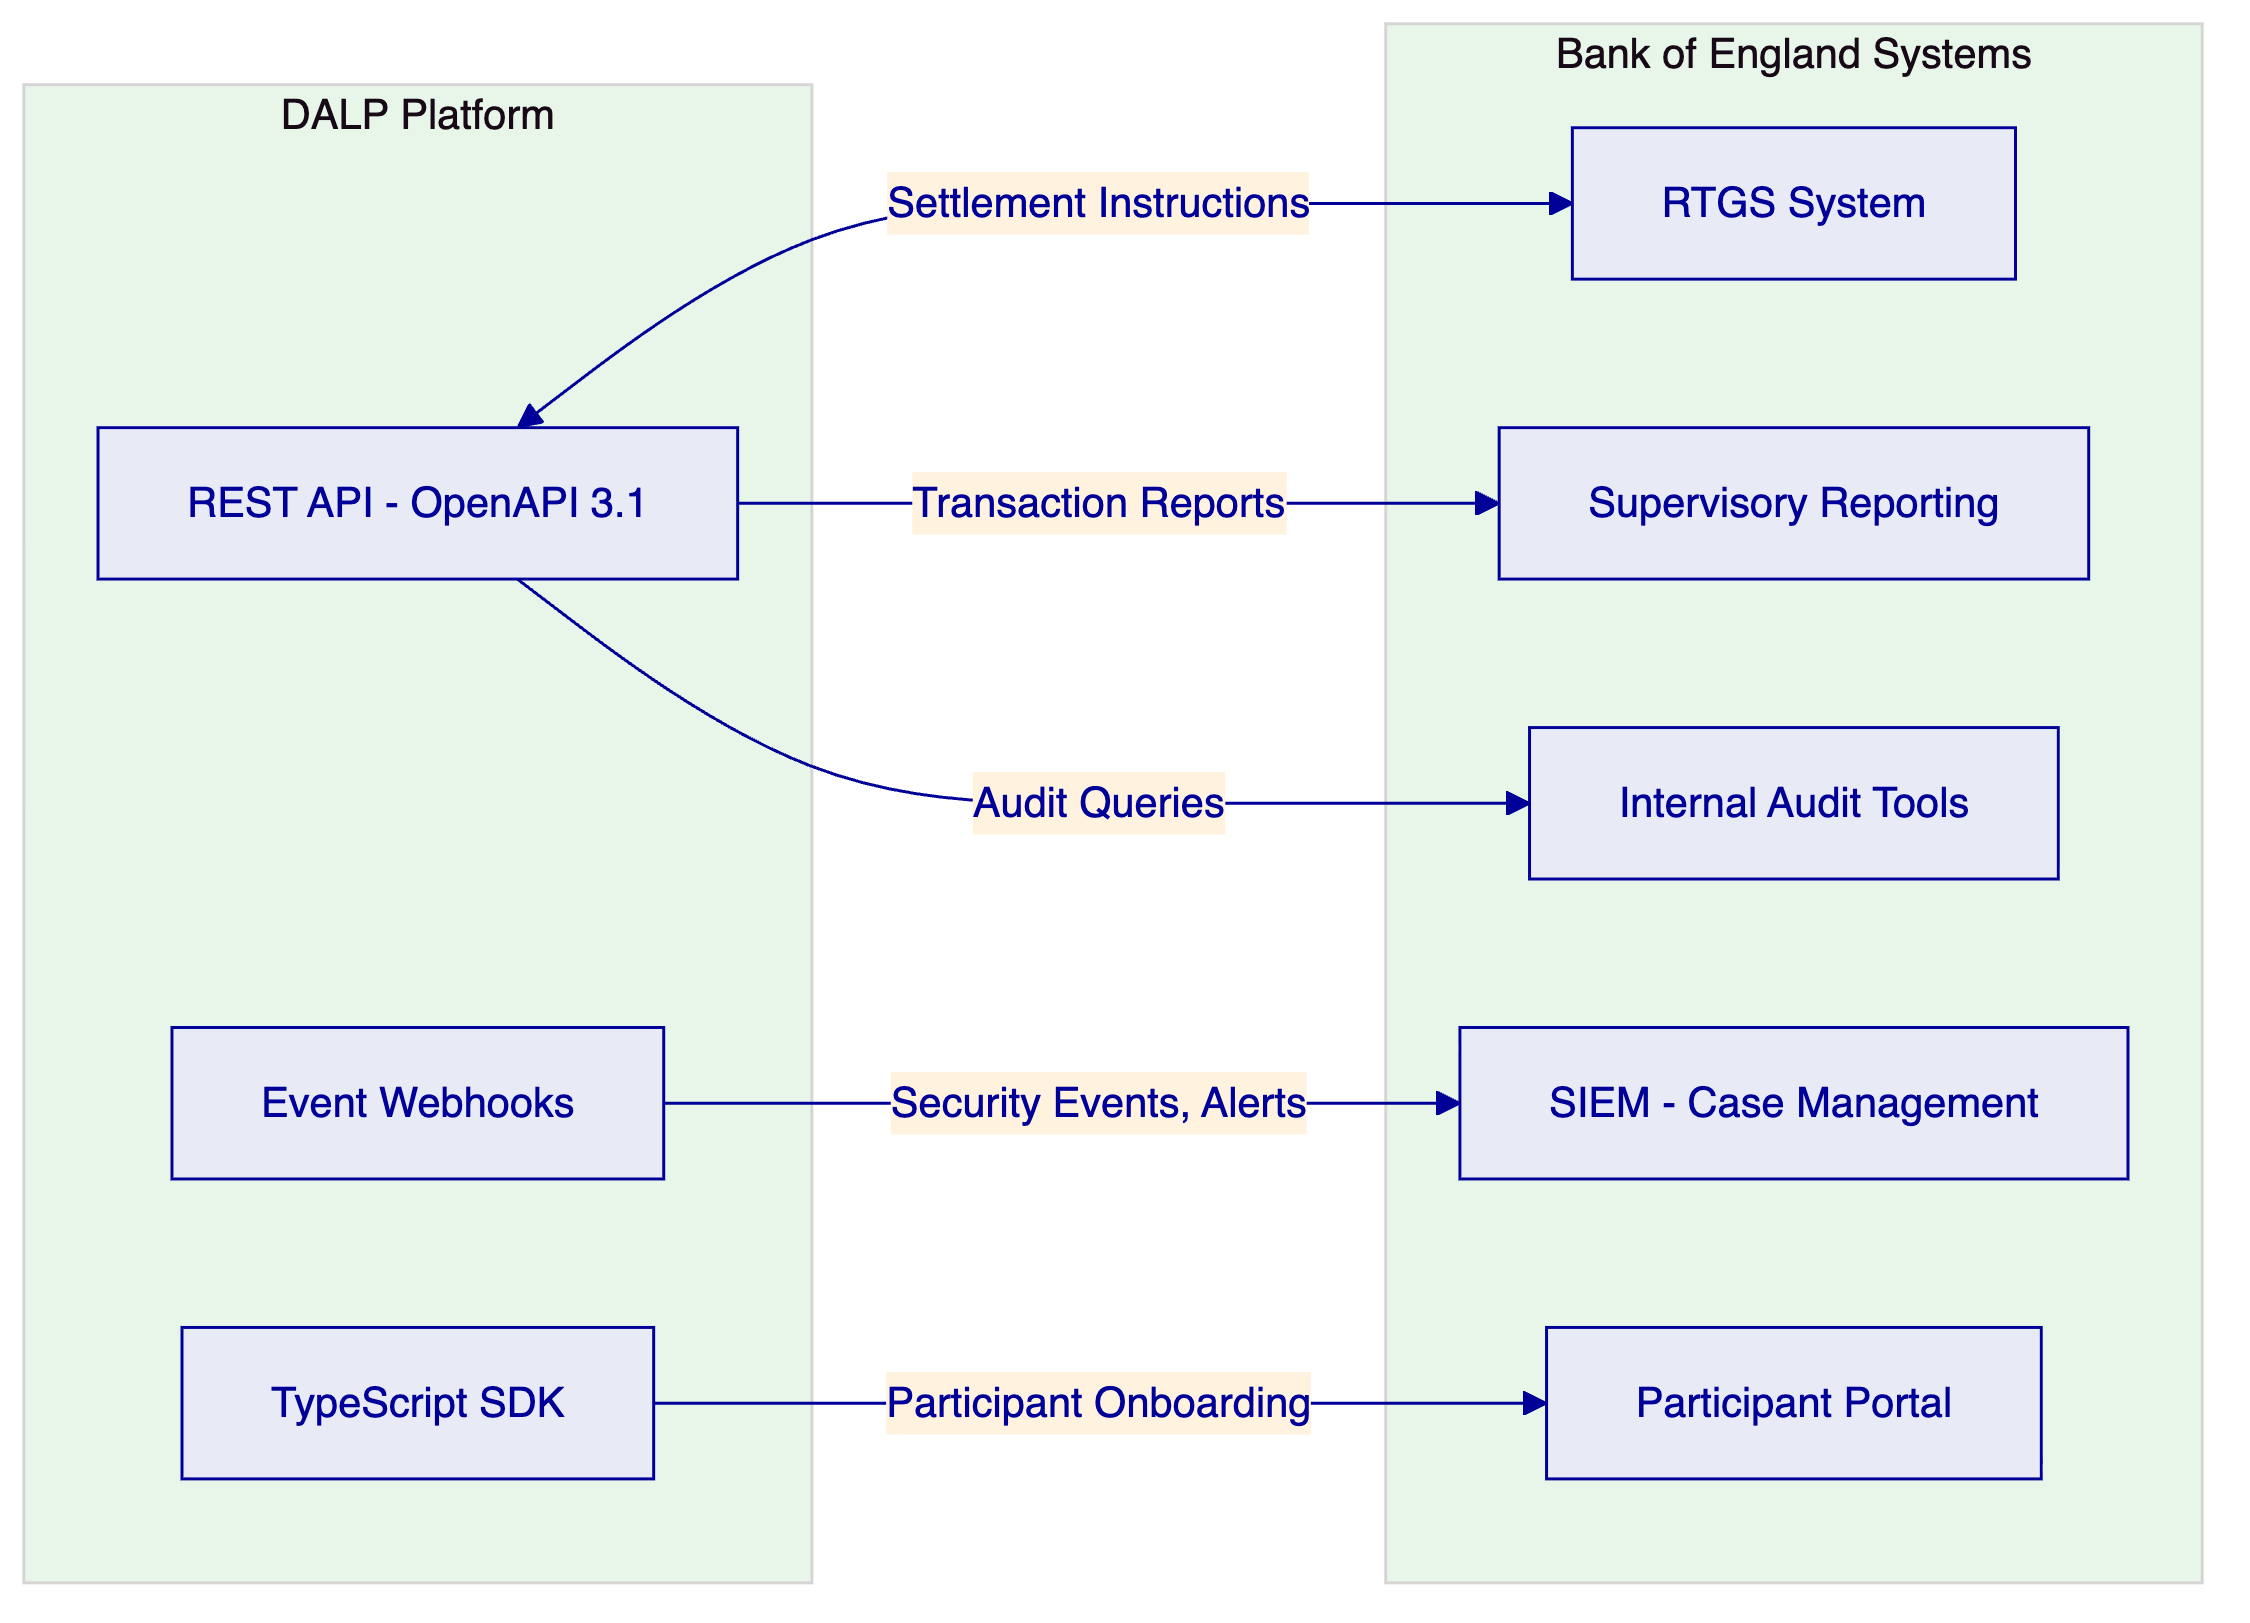 Bank of England Systems
DALP Platform
Settlement Instructions
RTGS System
REST API - OpenAPI 3.1
Transaction Reports
Supervisory Reporting
Audit Queries
Internal Audit Tools
Event Webhooks
Security Events, Alerts
SIEM - Case Management
TypeScript SDK
Participant Onboarding
Participant Portal